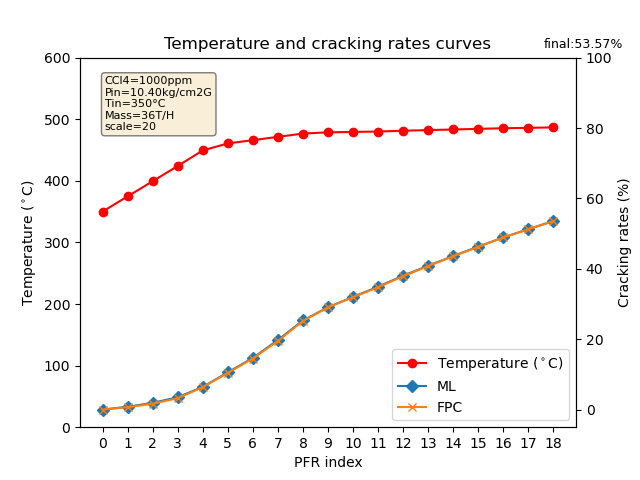 Temperature and cracking rates curves
final:53.57%
CCl4=1000ppm
Pin=10.40kg/cm2G
Tin=350°C
Mass=36T/H
scale=20
Temperature (°C)
600
500
400
300
200
100
0
Cracking rates (%)
100
80
60
40
20
0
Temperature (°C)
ML
FPC
0 1 2 3 4 5 6 7 8 9 10 11 12 13 14 15 16 17 18
PFR index